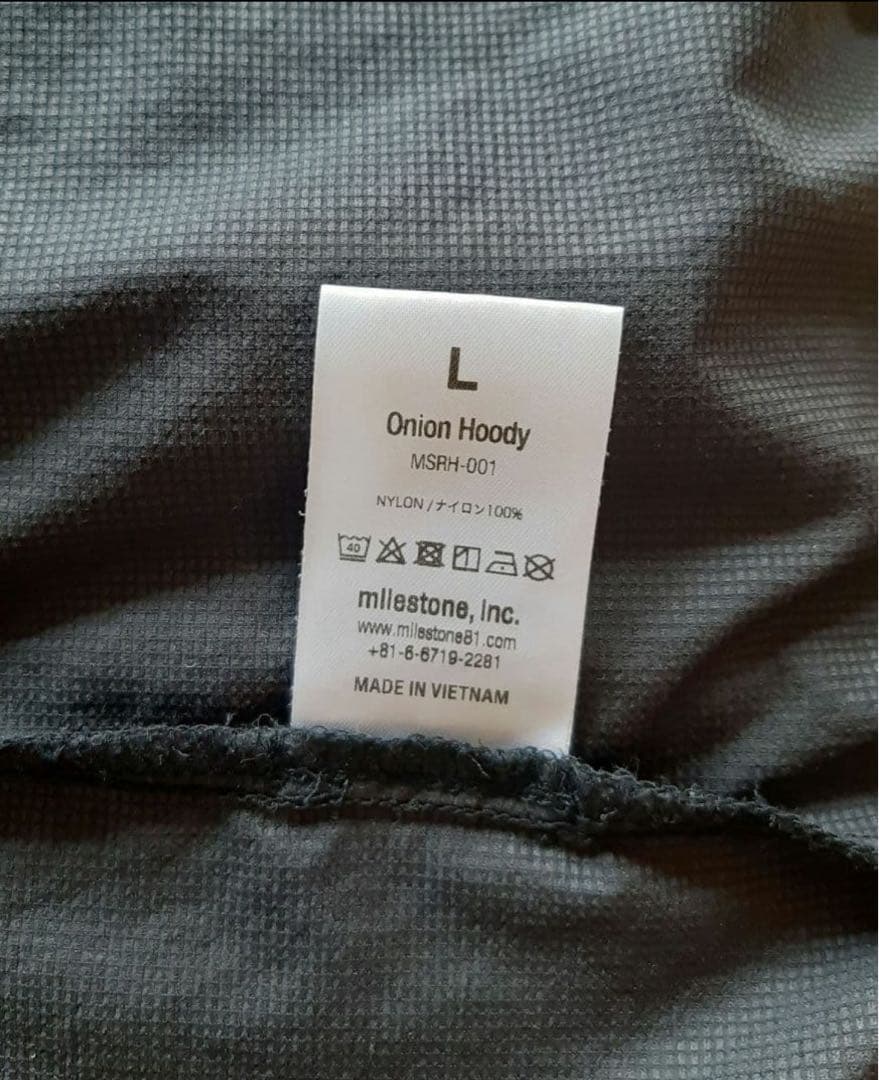 L
Onion Hoody
MSRH-001
NYLON / ナイロン100%
40
milestone, inc.
www.milestone81.com
+81-6-6719-2281
MADE IN VIETNAM